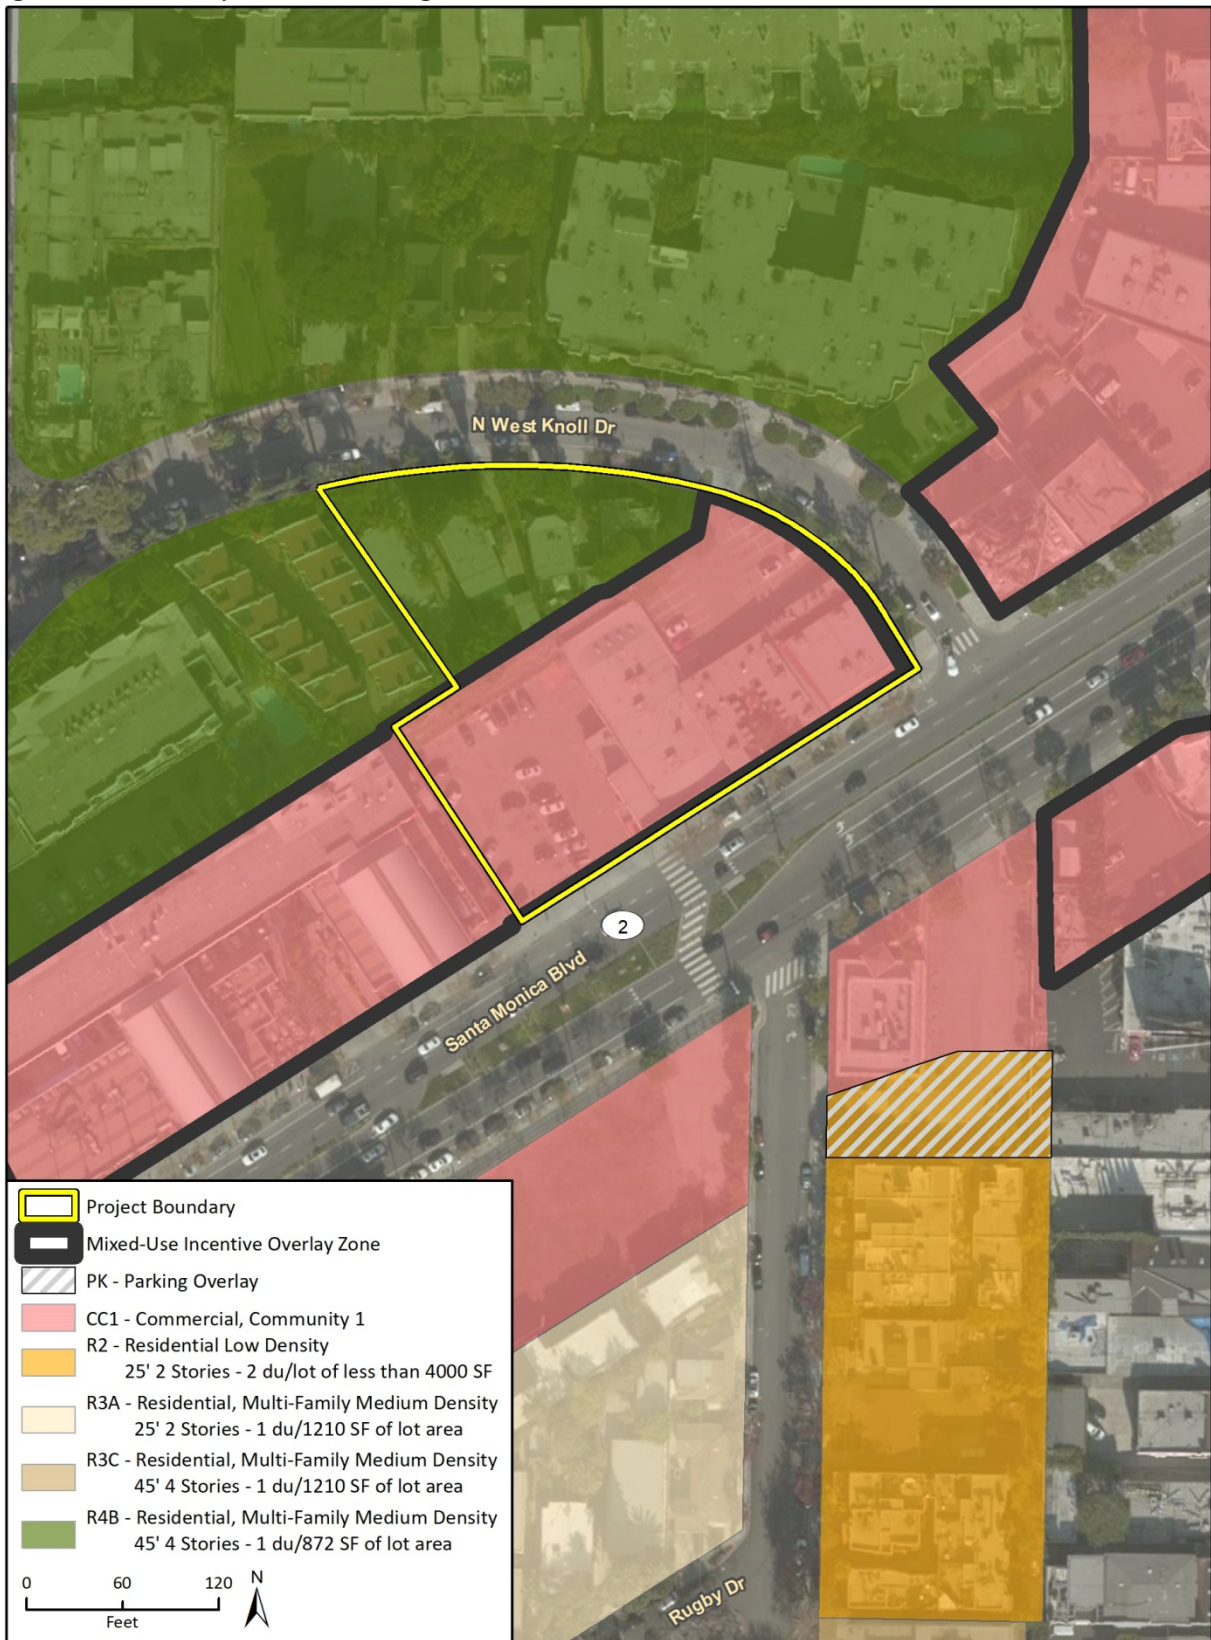 N West Knoll Dr
2
Santa Monica Blvd
Rugby Dr
Project Boundary
Mixed-Use Incentive Overlay Zone
PK - Parking Overlay
CC1 - Commercial, Community 1
R2 - Residential Low Density
25' 2 Stories - 2 du/lot of less than 4000 SF
R3A - Residential, Multi-Family Medium Density
25' 2 Stories - 1 du/1210 SF of lot area
R3C - Residential, Multi-Family Medium Density
45' 4 Stories - 1 du/1210 SF of lot area
R4B - Residential, Multi-Family Medium Density
45' 4 Stories - 1 du/872 SF of lot area
0 60 120 N
Feet